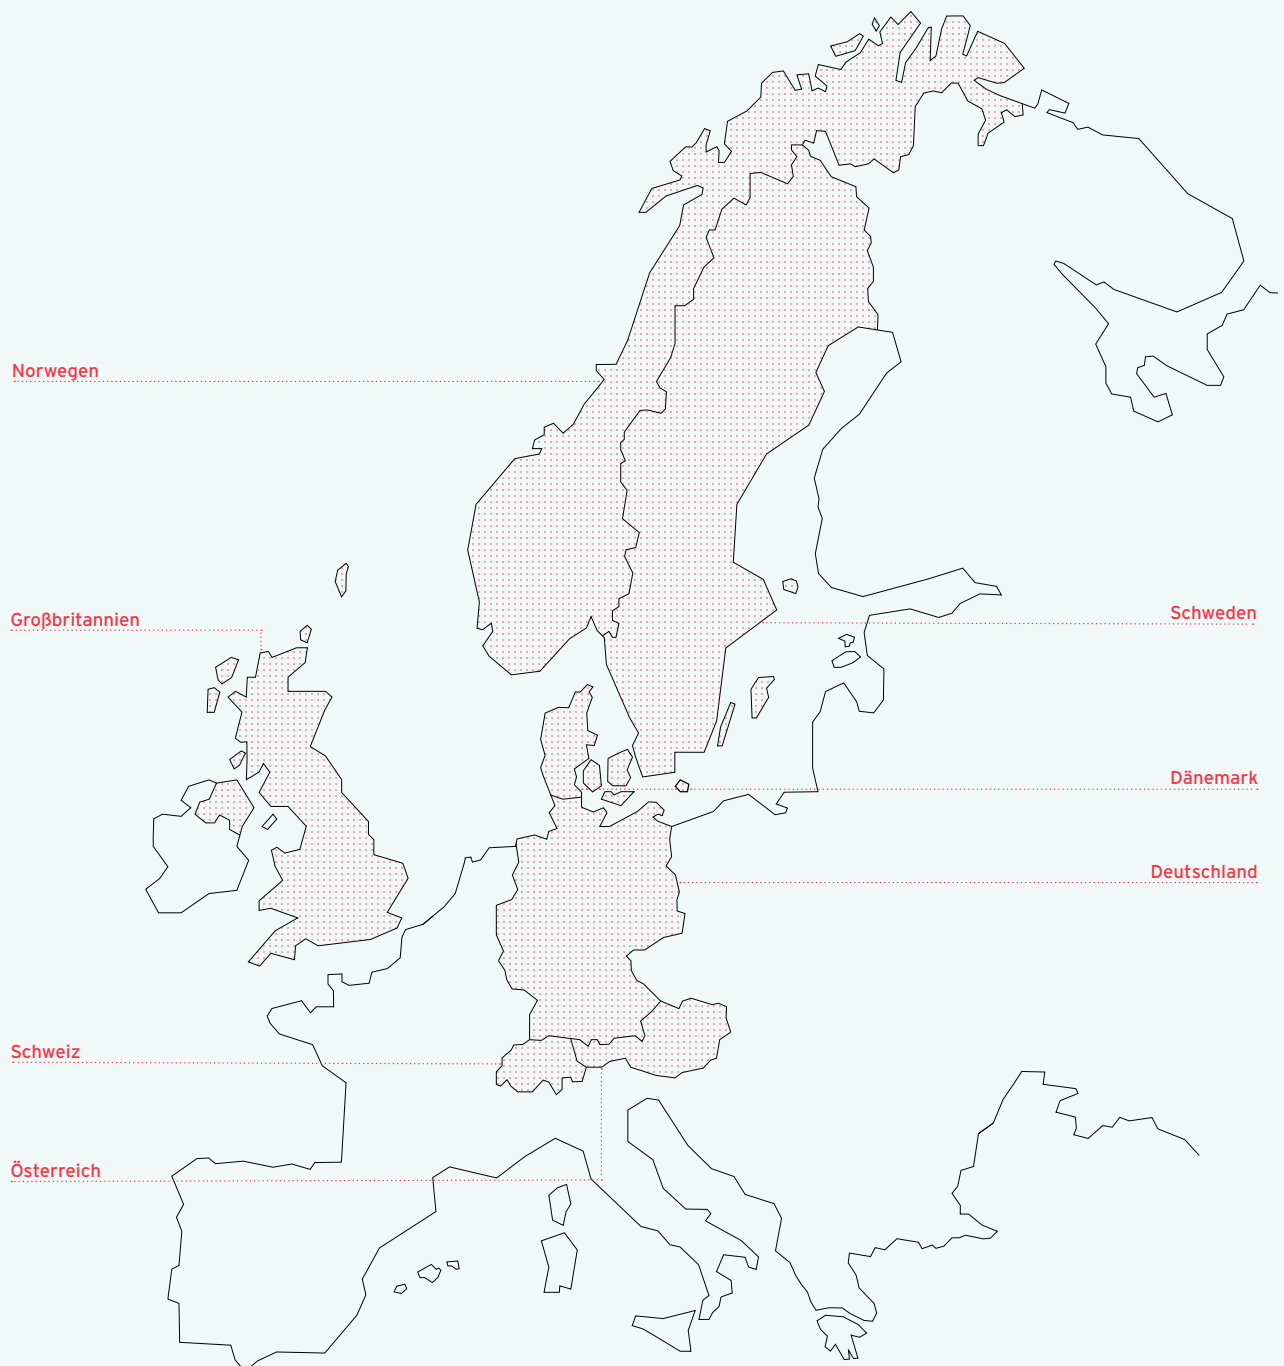 Norwegen
Großbritannien
Schweden
Dänemark
Deutschland
Schweiz
Österreich